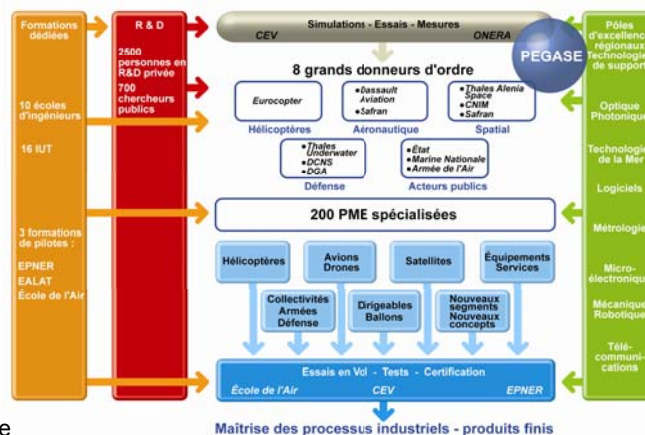 Formations
dédiées
10 écoles
d'ingénieurs
16 IUT
3 formations
de pilotes :
EPNER
EALAT
École de l'Air
R & D
2500
personnes en
R&D privée
700
chercheurs
publics
Simulations - Essais - Mesures
CEV
ONERA
PEGASE
8 grands donneurs d'ordre
Eurocopter
Hélicoptères
•Dassault
Aviation
•Safran
Aéronautique
•Thales Alenia
Space
•CNIM
•Safran
Spatial
•Thales
Underwater
•DCNS
•DGA
Défense
•État
•Marine Nationale
•Armée de l'Air
Acteurs publics
200 PME spécialisées
Hélicoptères
Avions
Drones
Satellites
Équipements
Services
Collectivités
Armées
Défense
Dirigeables
Ballons
Nouveaux
segments
Nouveaux
concepts
Essais en Vol - Tests - Certification
École de l'Air
CEV
EPNER
Maîtrise des processus industriels - produits finis
Pôles
d'excellence
régionaux
Technologies
de support
Optique
Photonique
Technologie
de la Mer
Logiciels
Métrologie
Micro-
électronique
Mécanique
Robotique
Télé-
communi-
cations
e